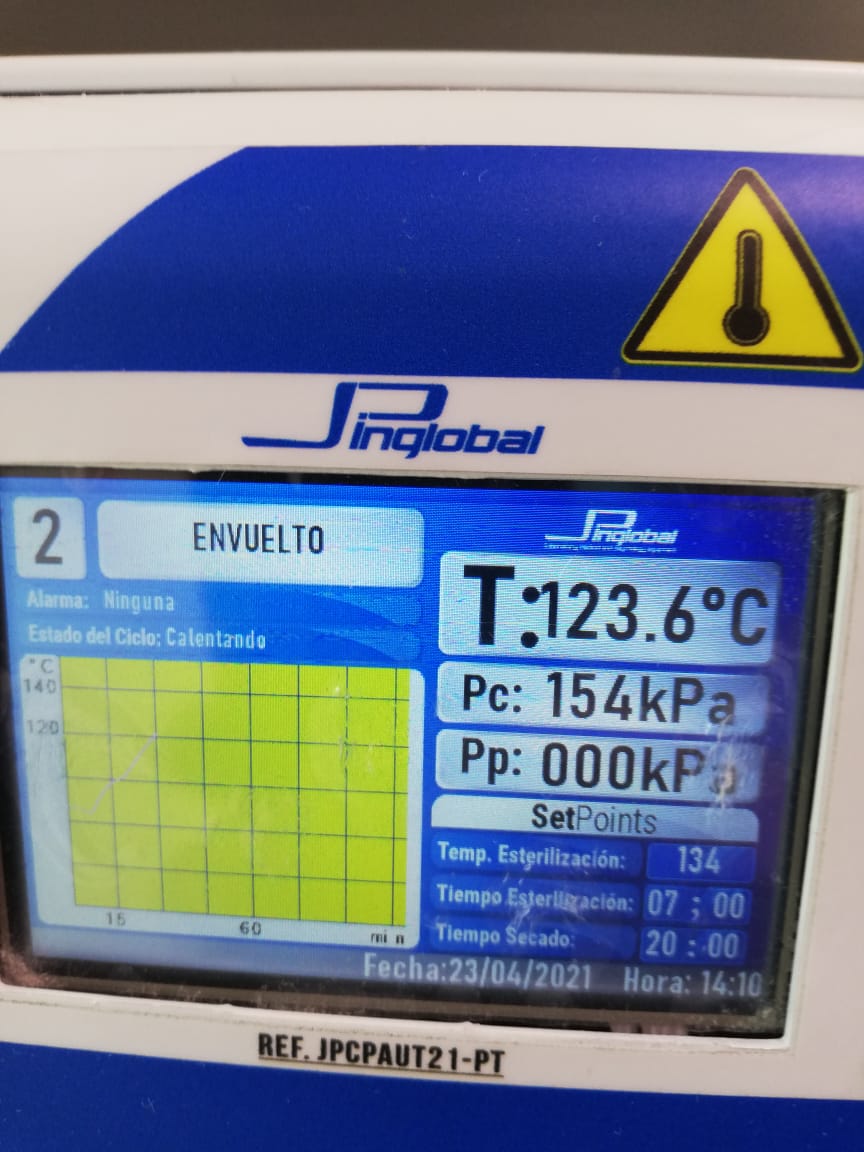 JPinglobal
2
ENVUELTO
JPinglobal
Alarma: Ninguna
Estado del Ciclo: Calentando
T:123.6°C
Pc: 154kPa
Pp: 000kPa
°C
140
120
15
60
min
SetPoints
Temp. Esterilización: 134
Tiempo Esterilización: 07 : 00
Tiempo Secado: 20 : 00
Fecha:23/04/2021 Hora: 14:10
REF. JPCPAUT21-PT